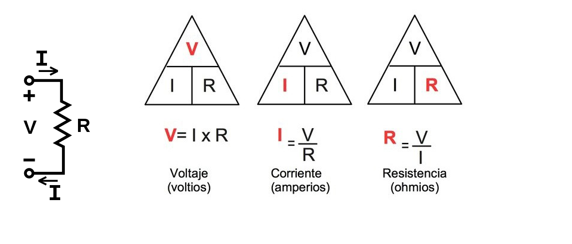 I
+
V
R
−
I
V
I R
V= I x R
Voltaje
(voltios)
V
I R
I = V
R
Corriente
(amperios)
V
I R
R = V
I
Resistencia
(ohmios)